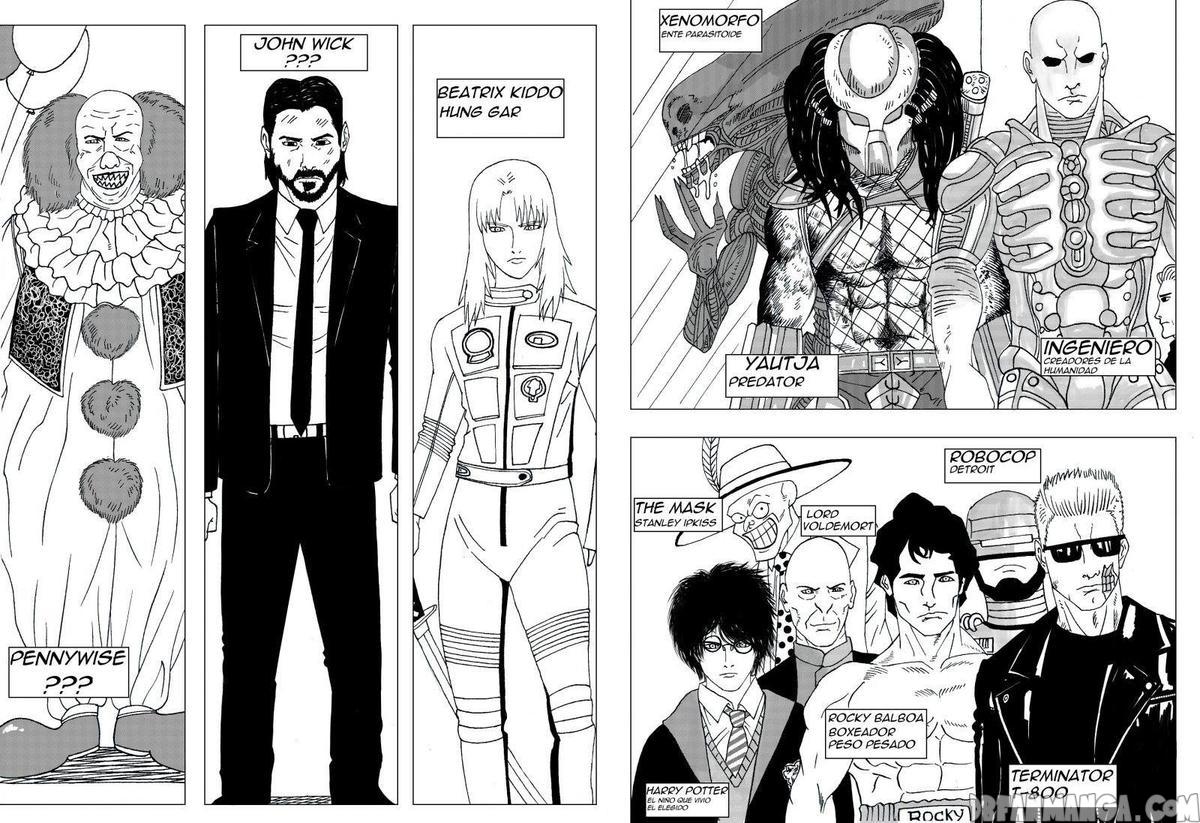 PENNYWISE
???
JOHN WICK
???
BEATRIX KIDDO
HUNG GAR
XENOMORFO
ENTE PARASITOIDE
YAUTJA
PREDATOR
INGENIERO
CREADORES DE LA
HUMANIDAD
THE MASK
STANLEY IPKISS
LORD
VOLDEMORT
ROBOCOP
DETROIT
HARRY POTTER
EL NIÑO QUE VIVIO
EL ELEGIDO
ROCKY BALBOA
BOXEADOR
PESO PESADO
ROCKY
TERMINATOR
T-800
DBFANMANGA.COM